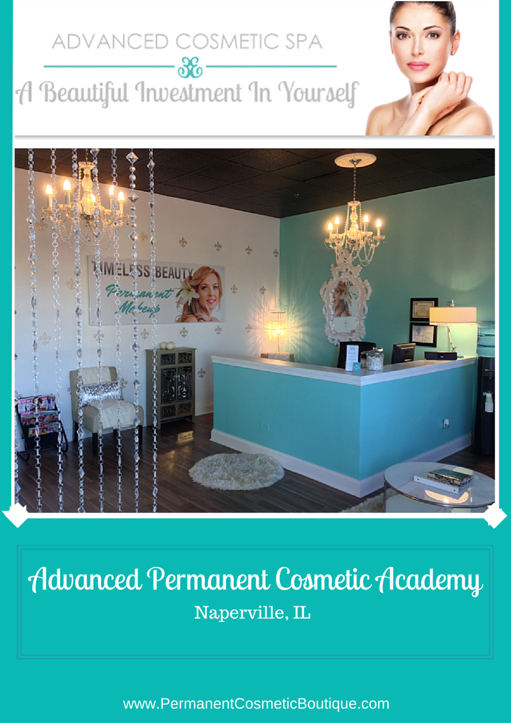 ADVANCED COSMETIC SPA
A Beautiful Investment In Yourself
TIMELESS BEAUTY
Permanent
Makeup
Advanced Permanent Cosmetic Academy
Naperville, IL
www.PermanentCosmeticBoutique.com